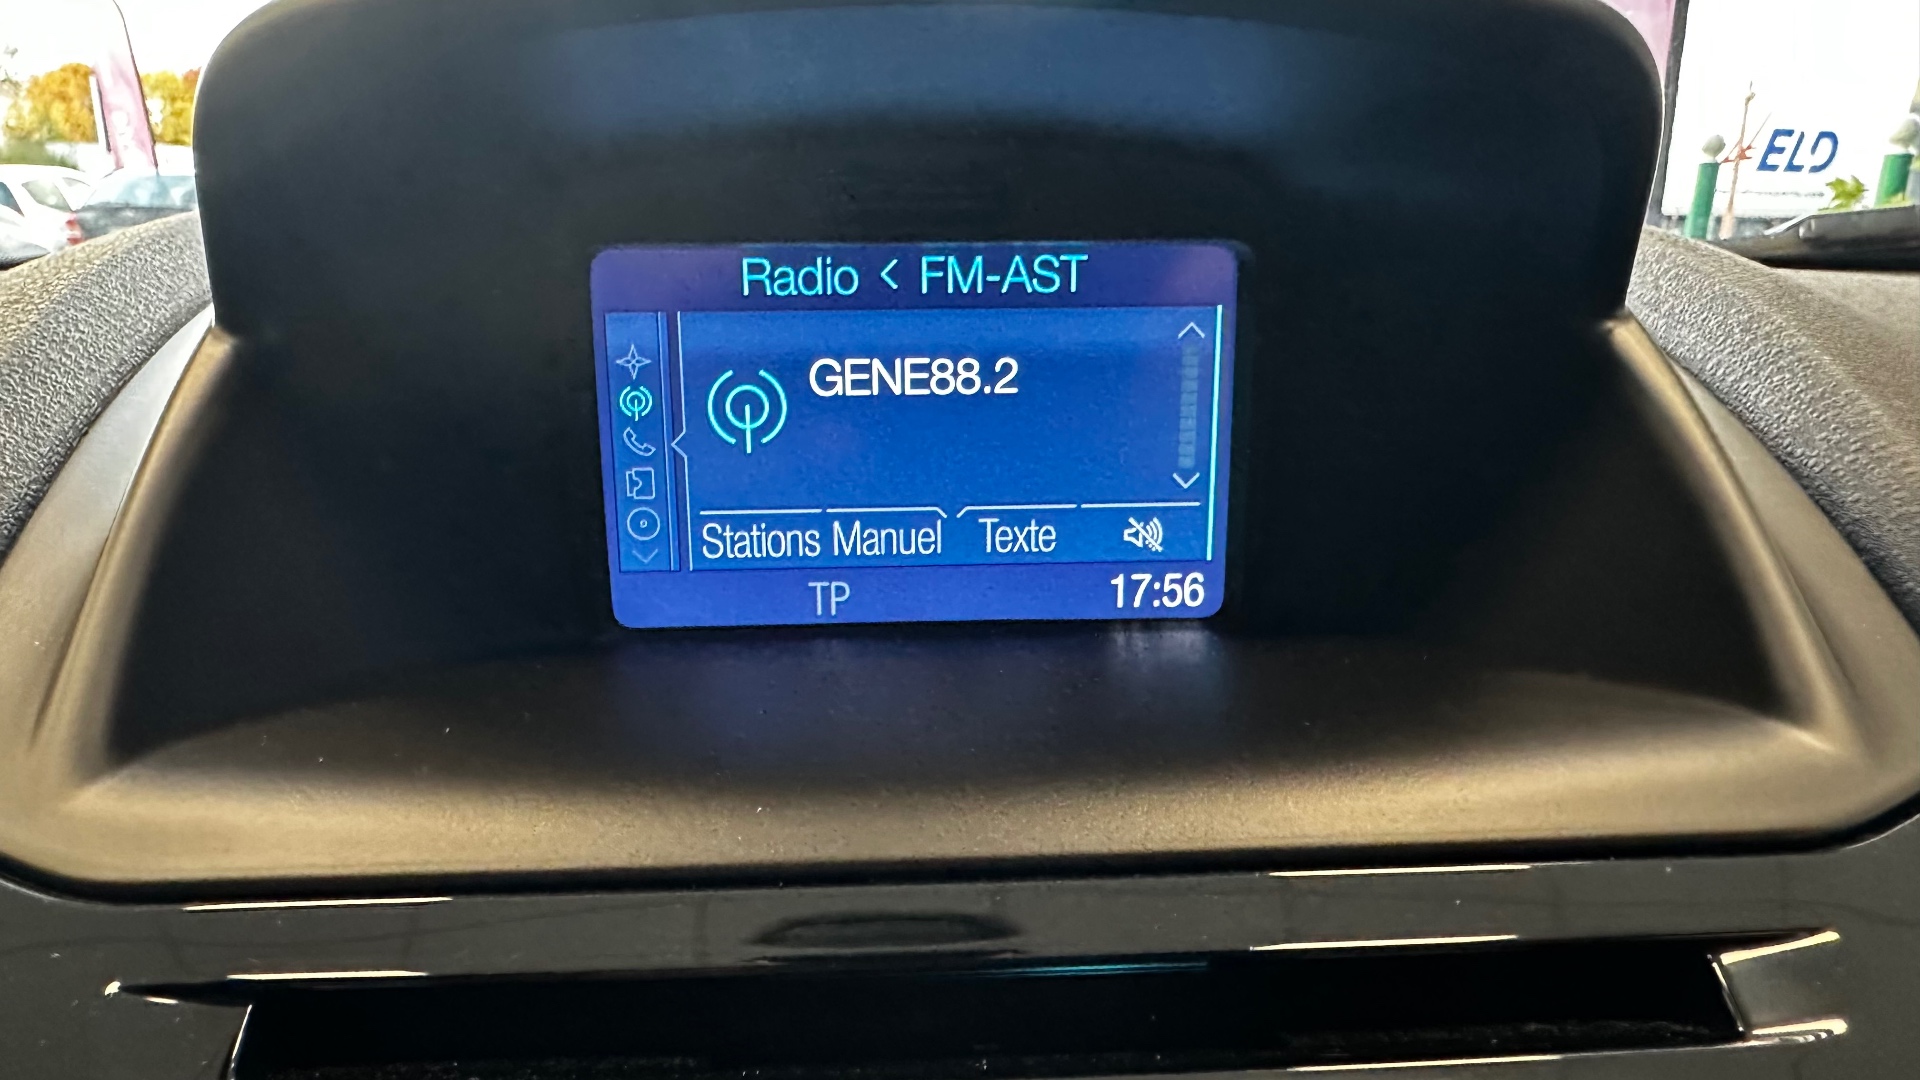 ELD
Radio < FM-AST
GENE88.2
Stations Manuel Texte
TP 17:56